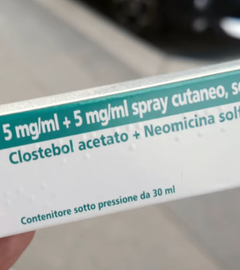 5 mg/ml + 5 mg/ml spray cutaneo,
Clostebol acetato + Neomicina
Contenitore sotto pressione da 30 ml